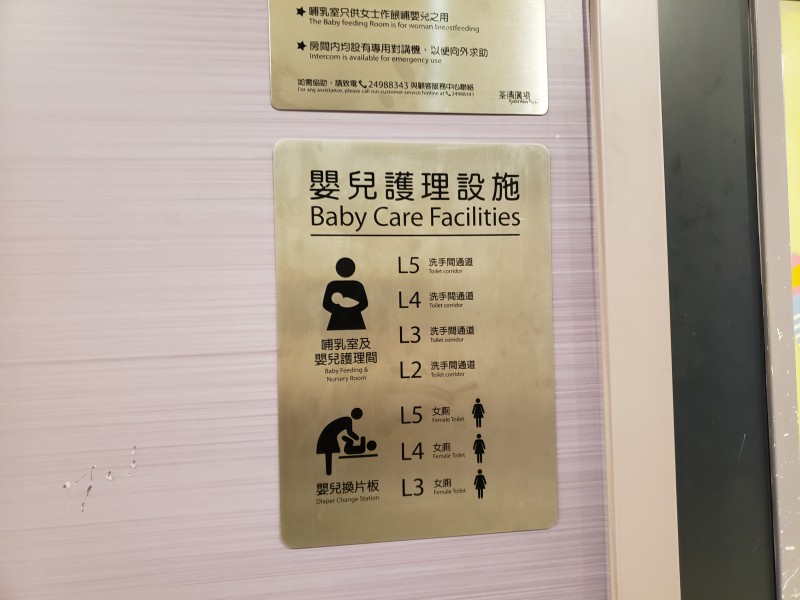 ★ 哺乳室只供女士作餵哺嬰兒之用
The Baby feeding Room is for woman breastfeeding
★ 房間內均設有專用對講機，以便向外求助
Intercom is available for emergency use
如需協助，請致電 24988343 與顧客服務中心聯絡
For any assistance, please call our customer service hotline at 24988343
荃灣廣場
嬰兒護理設施
Baby Care Facilities
哺乳室及
嬰兒護理間
Baby Feeding &
Nursery Room
L5 洗手間通道
Toilet corridor
L4 洗手間通道
Toilet corridor
L3 洗手間通道
Toilet corridor
L2 洗手間通道
Toilet corridor
嬰兒換片板
Diaper Change Station
L5 女廁
Female Toilet
L4 女廁
Female Toilet
L3 女廁
Female Toilet